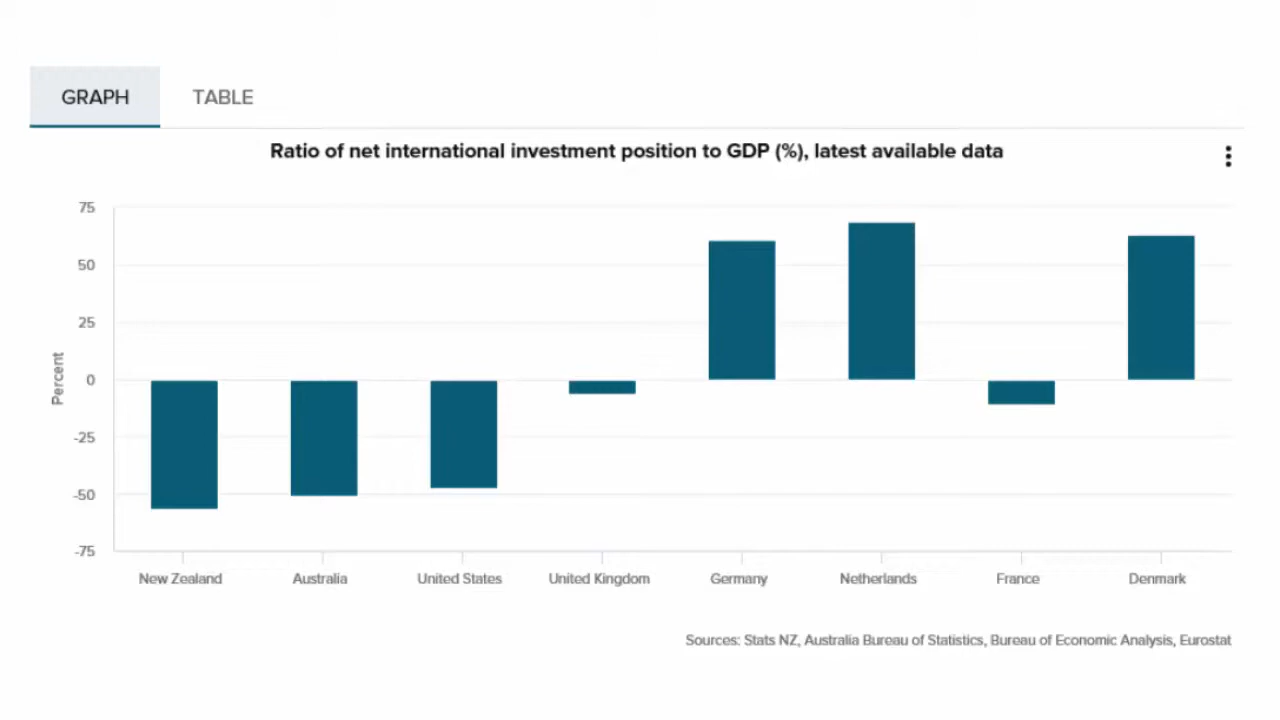 GRAPH TABLE
Ratio of net international investment position to GDP (%), latest available data
75
50
25
0
-25
-50
-75
Percent
New Zealand Australia United States United Kingdom Germany Netherlands France Denmark
Sources: Stats NZ, Australia Bureau of Statistics, Bureau of Economic Analysis, Eurostat